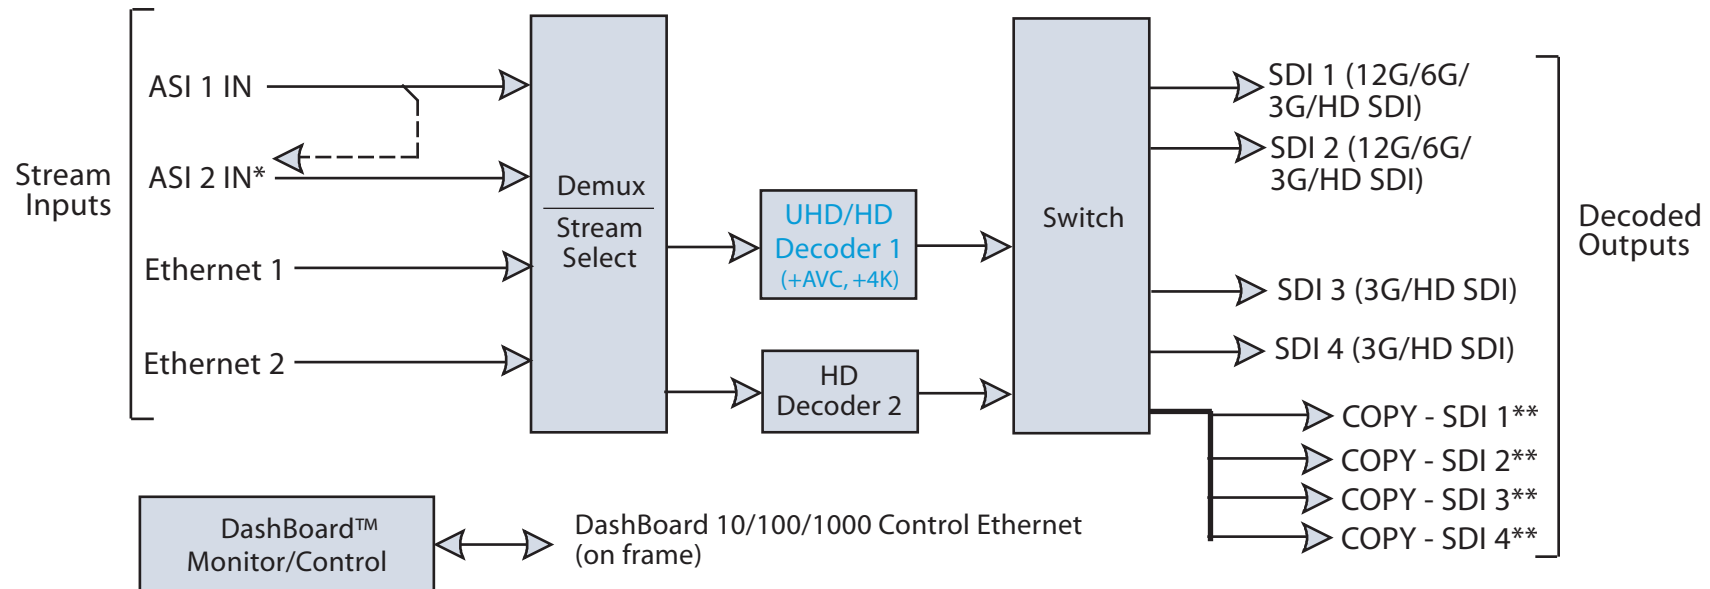 Stream
Inputs
ASI 1 IN
ASI 2 IN*
Ethernet 1
Ethernet 2
Demux
Stream
Select
UHD/HD
Decoder 1
(+AVC, +4K)
HD
Decoder 2
Switch
SDI 1 (12G/6G/
3G/HD SDI)
SDI 2 (12G/6G/
3G/HD SDI)
SDI 3 (3G/HD SDI)
SDI 4 (3G/HD SDI)
COPY - SDI 1**
COPY - SDI 2**
COPY - SDI 3**
COPY - SDI 4**
Decoded
Outputs
DashBoard™
Monitor/Control
DashBoard 10/100/1000 Control Ethernet
(on frame)